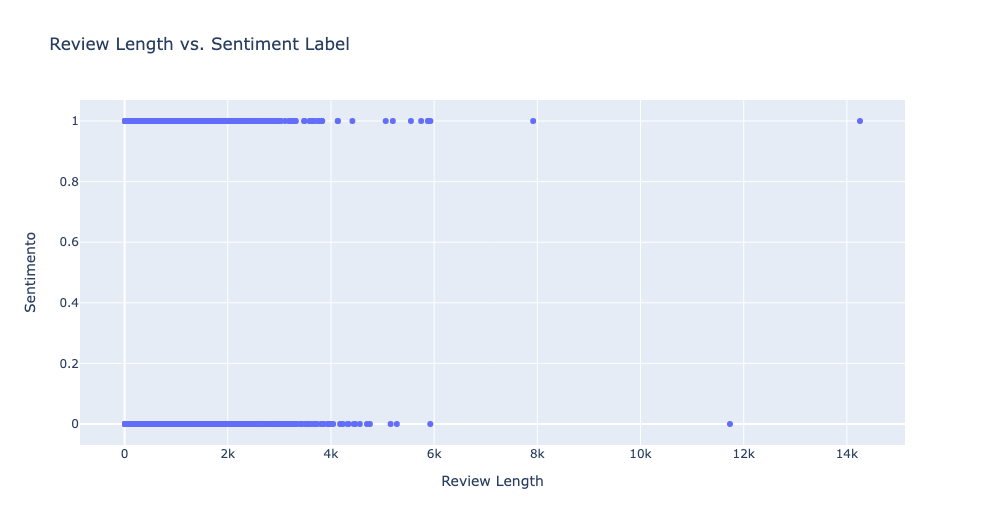 Review Length vs. Sentiment Label
1
0.8
0.6
0.4
0.2
0
Sentimento
0 2k 4k 6k 8k 10k 12k 14k
Review Length